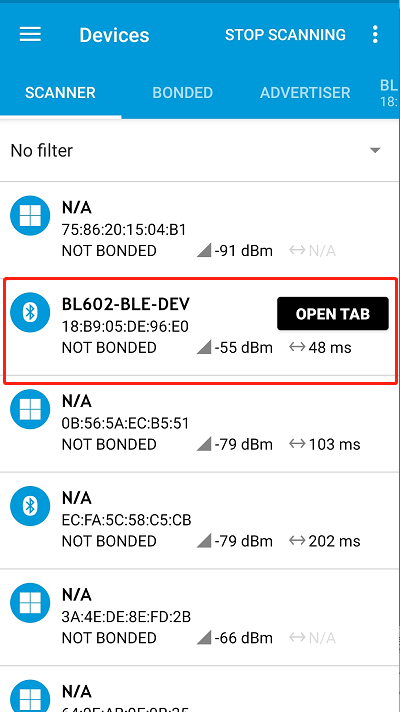 Devices
STOP SCANNING
SCANNER
BONDED
ADVERTISER
BL
18:
No filter
N/A
75:86:20:15:04:B1
NOT BONDED
-91 dBm
N/A
BL602-BLE-DEV
18:B9:05:DE:96:E0
OPEN TAB
NOT BONDED
-55 dBm
48 ms
N/A
0B:56:5A:EC:B5:51
NOT BONDED
-79 dBm
103 ms
N/A
EC:FA:5C:58:C5:CB
NOT BONDED
-79 dBm
202 ms
N/A
3A:4E:DE:8E:FD:2B
NOT BONDED
-66 dBm
N/A
N/A